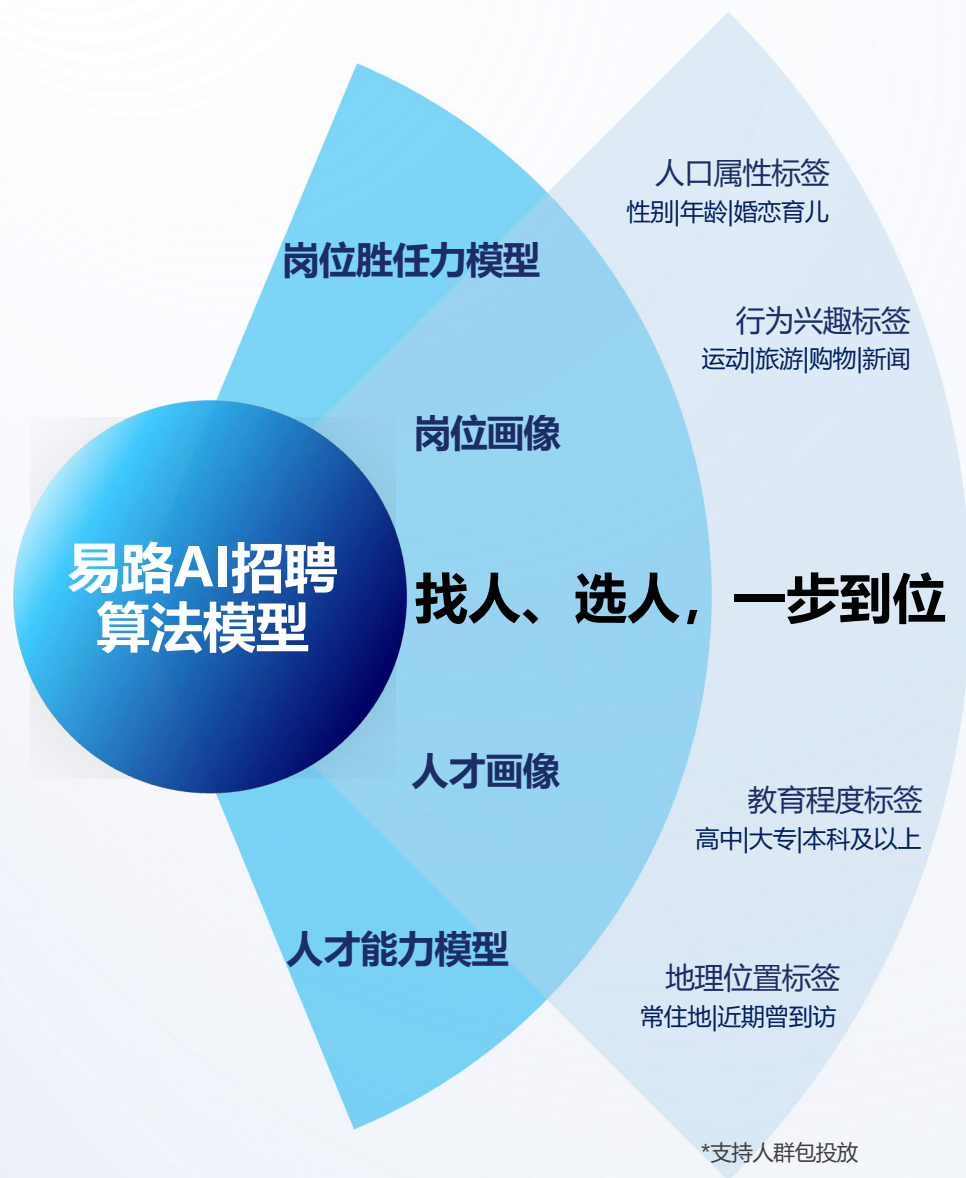 人口属性标签
性别|年龄|婚恋育儿
岗位胜任力模型
行为兴趣标签
运动|旅游|购物|新闻
岗位画像
易路AI招聘
算法模型
找人、选人，一步到位
人才画像
教育程度标签
高中|大专|本科及以上
人才能力模型
地理位置标签
常住地|近期曾到访
*支持人群包投放